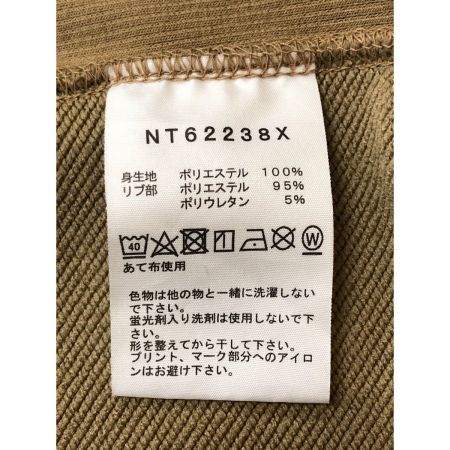 NT62238X
身生地 ポリエステル 100%
リブ部 ポリエステル 95%
ポリウレタン 5%
40 W
あて布使用
色物は他の物と一緒に洗濯しない
で下さい。
蛍光剤入り洗剤は使用しないで下
さい。
形を整えてから干して下さい。
プリント、マーク部分へのアイロ
ンはお避け下さい。